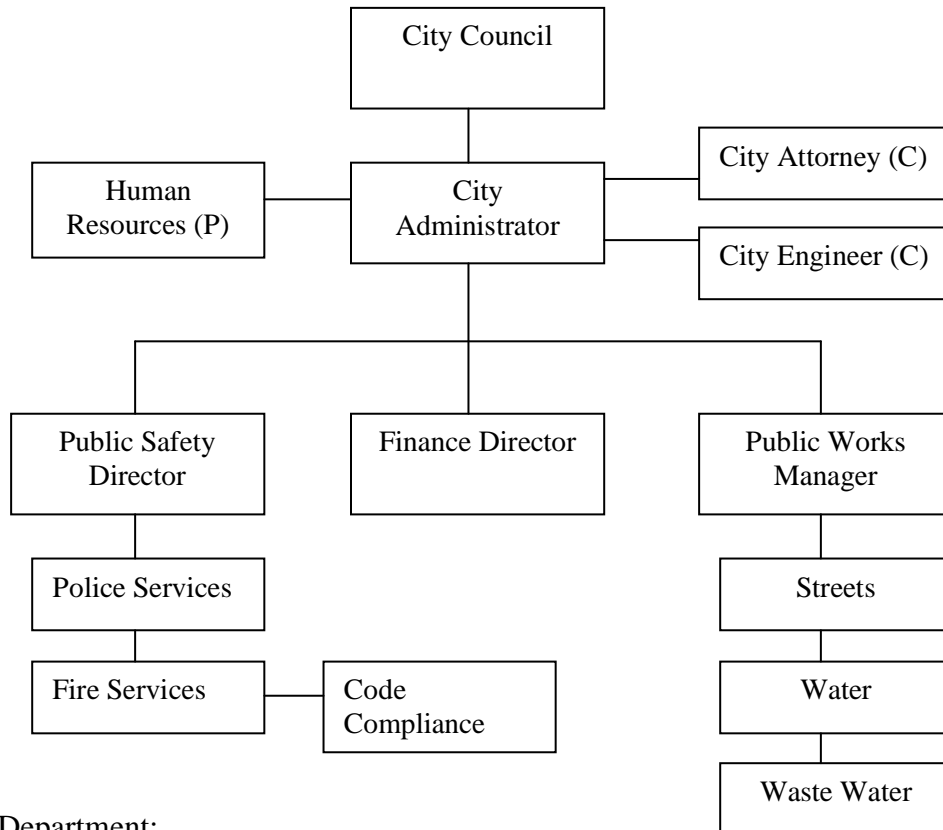 City Council
Human
Resources (P)
City
Administrator
City Attorney (C)
City Engineer (C)
Public Safety
Director
Finance Director
Public Works
Manager
Police Services
Streets
Fire Services
Code
Compliance
Water
Waste Water
Department: